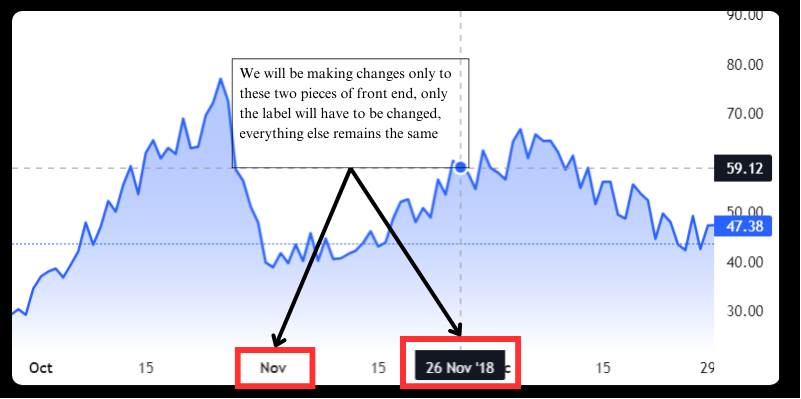 90.00
80.00
We will be making changes only to
these two pieces of front end, only
the label will have to be changed,
everything else remains the same
70.00
59.12
50.00
47.38
40.00
30.00
Oct 15 Nov 15 26 Nov '18 c 15 29